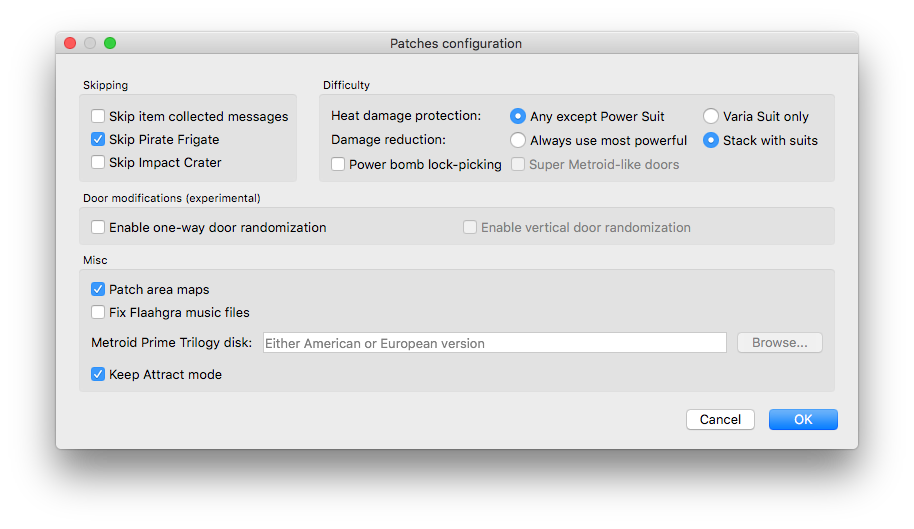 Patches configuration
Skipping
Skip item collected messages
Skip Pirate Frigate
Skip Impact Crater
Difficulty
Heat damage protection: Any except Power Suit Varia Suit only
Damage reduction: Always use most powerful Stack with suits
Power bomb lock-picking Super Metroid-like doors
Door modifications (experimental)
Enable one-way door randomization Enable vertical door randomization
Misc
Patch area maps
Fix Flaahgra music files
Metroid Prime Trilogy disk: Either American or European version Browse...
Keep Attract mode
Cancel OK